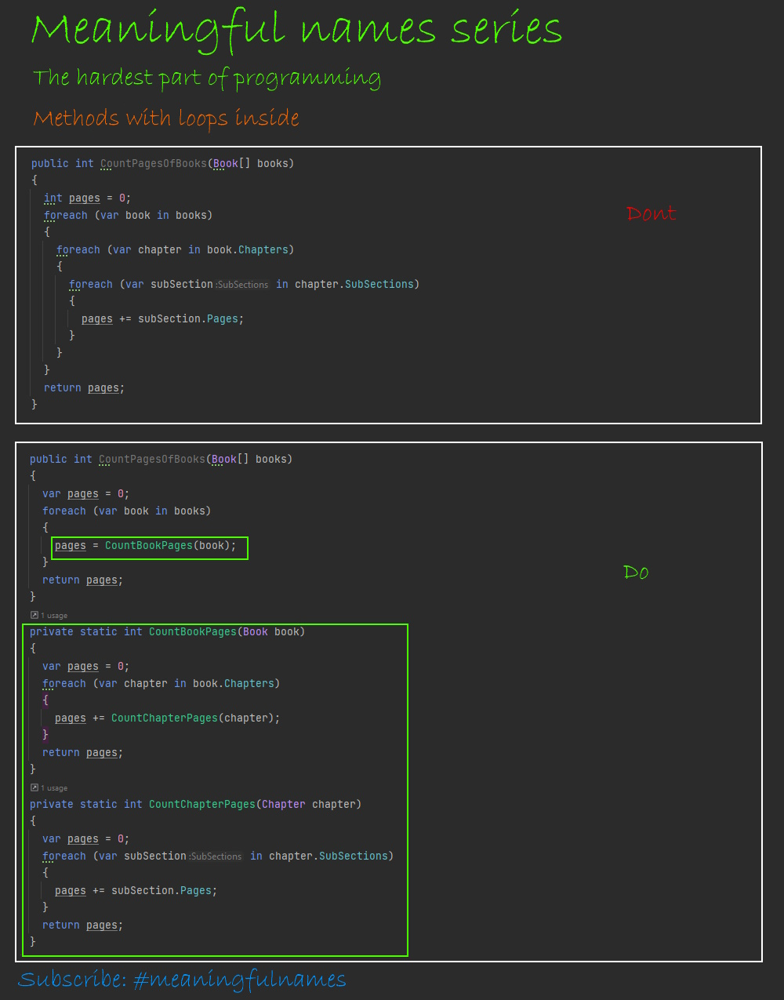 Meaningful names series
The hardest part of programming
Methods with loops inside
public int CountPagesOfBooks(Book[] books)
{
int pages = 0;
foreach (var book in books)
Dont
{
foreach (var chapter in book.Chapters)
{
foreach (var subSection :SubSections in chapter.SubSections)
{
pages += subSection.Pages;
}
}
}
return pages;
}
public int CountPagesOfBooks(Book[] books)
{
var pages = 0;
foreach (var book in books)
{
pages = CountBookPages(book);
}
Do
return pages;
}
1 usage
private static int CountBookPages(Book book)
{
var pages = 0;
foreach (var chapter in book.Chapters)
{
pages += CountChapterPages(chapter);
}
return pages;
}
1 usage
private static int CountChapterPages(Chapter chapter)
{
var pages = 0;
foreach (var subSection :SubSections in chapter.SubSections)
{
pages += subSection.Pages;
}
return pages;
}
Subscribe: #meaningfulnames